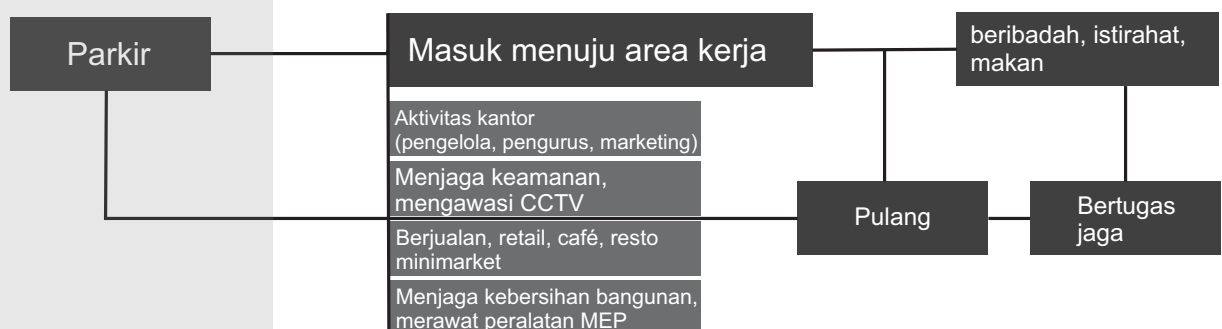 Parkir
Masuk menuju area kerja
beribadah, istirahat,
makan
Aktivitas kantor
(pengelola, pengurus, marketing)
Menjaga keamanan,
mengawasi CCTV
Berjualan, retail, café, resto
minimarket
Menjaga kebersihan bangunan,
merawat peralatan MEP
Pulang
Bertugas
jaga